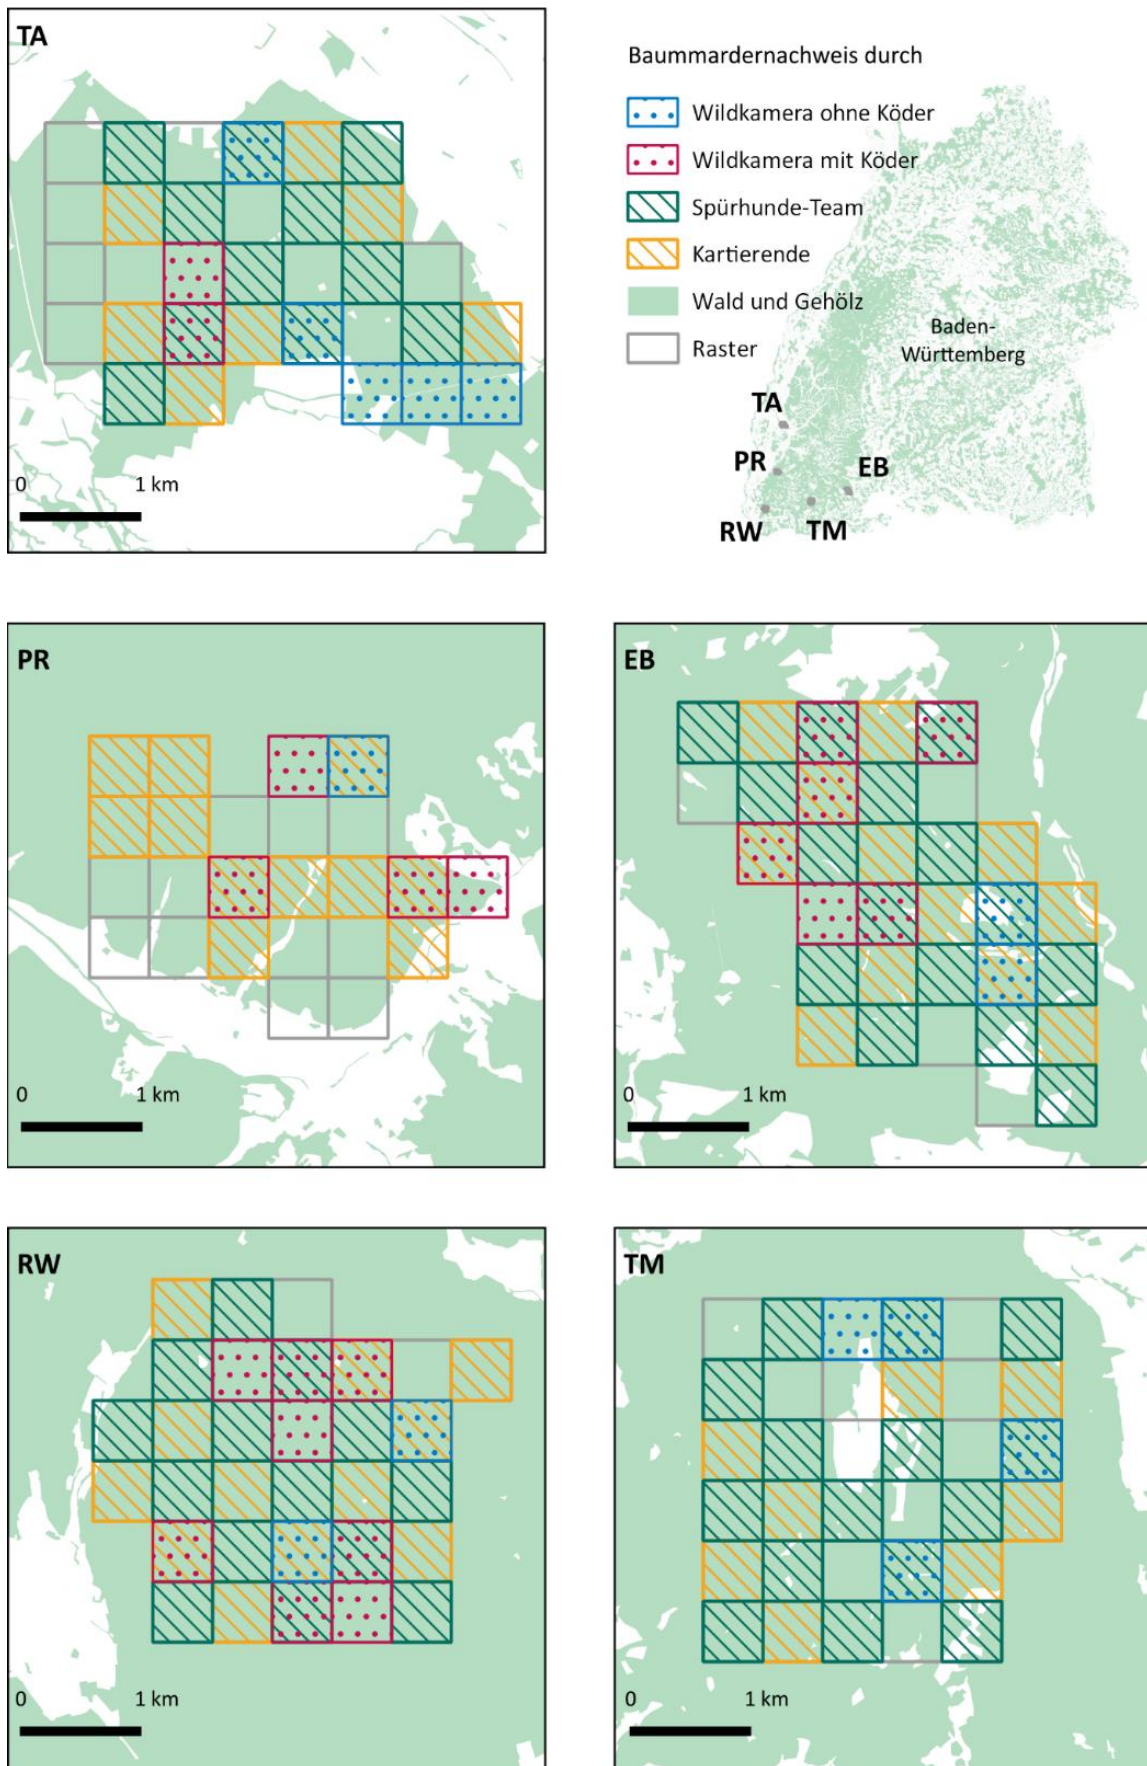 TA
0 1 km
Baummardernachweis durch
Wildkamera ohne Köder
Wildkamera mit Köder
Spürhunde-Team
Kartierende
Wald und Gehölz
Raster
Baden-
Württemberg
TA
PR
EB
RW
TM
PR
0 1 km
EB
0 1 km
RW
0 1 km
TM
0 1 km